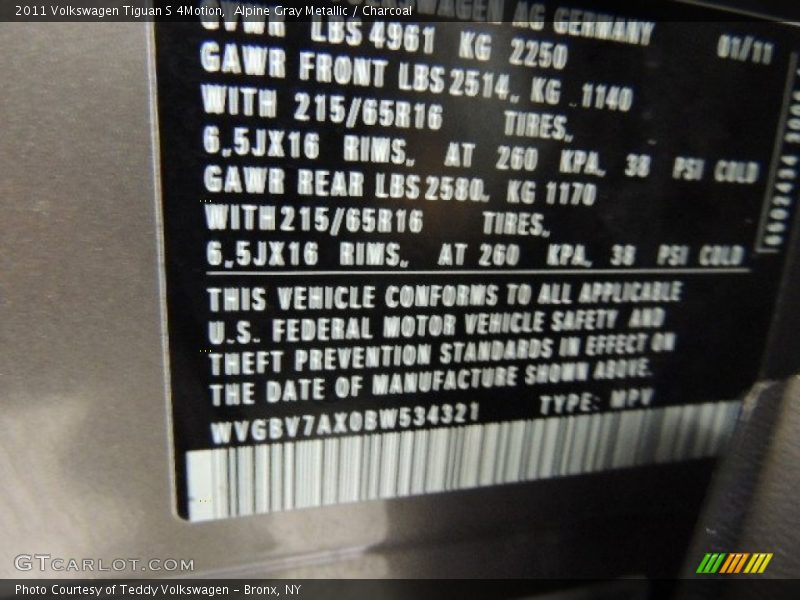 2011 Volkswagen Tiguan S 4Motion, Alpine Gray Metallic / Charcoal
AG GERMANY
GVWR LBS 4961 KG 2250 01/11
GAWR FRONT LBS 2514. KG 1140
WITH 215/65R16 TIRES.
6.5JX16 RIMS. AT 260 KPA. 38 PSI COLD
GAWR REAR LBS 2580. KG 1170
WITH 215/65R16 TIRES.
6.5JX16 RIMS. AT 260 KPA. 38 PSI COLD
THIS VEHICLE CONFORMS TO ALL APPLICABLE
U.S. FEDERAL MOTOR VEHICLE SAFETY AND
THEFT PREVENTION STANDARDS IN EFFECT ON
THE DATE OF MANUFACTURE SHOWN ABOVE.
WVGBV7AX0BW534321 TYPE: MPV
GTCARLOT.COM
Photo Courtesy of Teddy Volkswagen - Bronx, NY